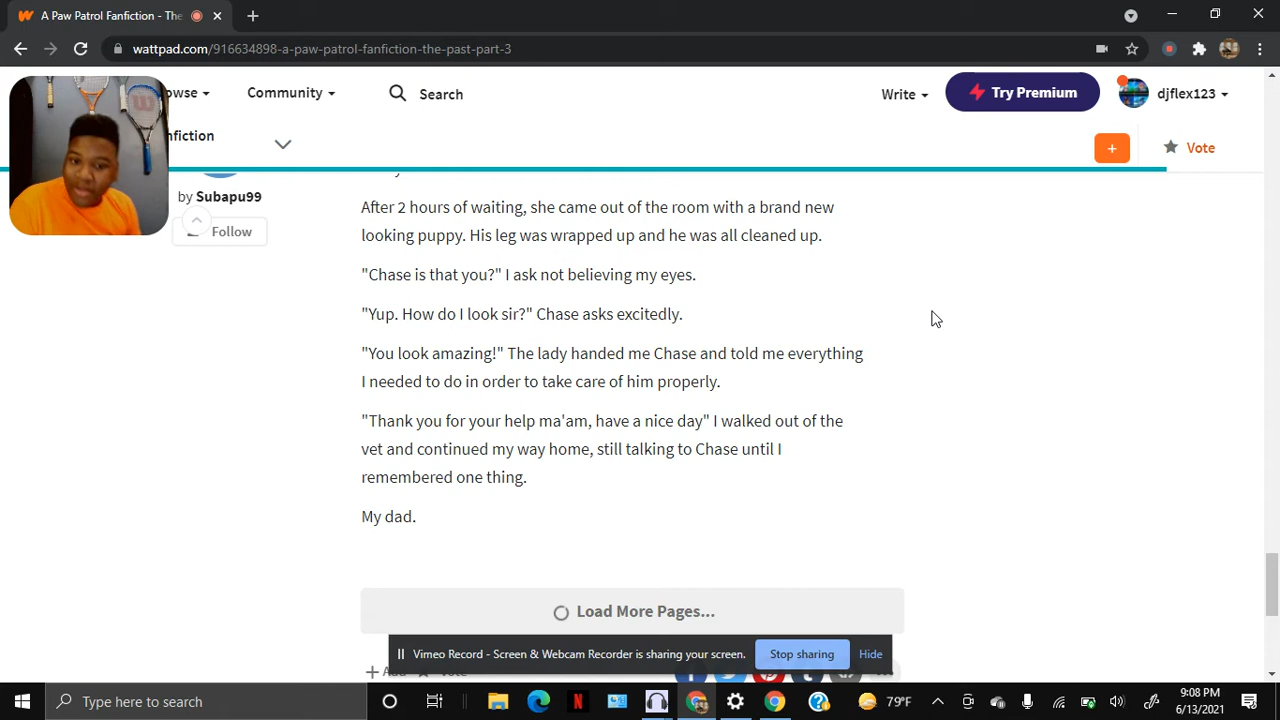 A Paw Patrol Fanfiction - The
wattpad.com/916634898-a-paw-patrol-fanfiction-the-past-part-3
owse
Community
Search
Write
Try Premium
djflex123
nfiction
+
Vote
by Subapu99
Follow
After 2 hours of waiting, she came out of the room with a brand new
looking puppy. His leg was wrapped up and he was all cleaned up.
"Chase is that you?" I ask not believing my eyes.
"Yup. How do I look sir?" Chase asks excitedly.
"You look amazing!" The lady handed me Chase and told me everything
I needed to do in order to take care of him properly.
"Thank you for your help ma'am, have a nice day" I walked out of the
vet and continued my way home, still talking to Chase until I
remembered one thing.
My dad.
Load More Pages...
Vimeo Record - Screen & Webcam Recorder is sharing your screen.
Stop sharing
Hide
Type here to search
79°F
9:08 PM
6/13/2021